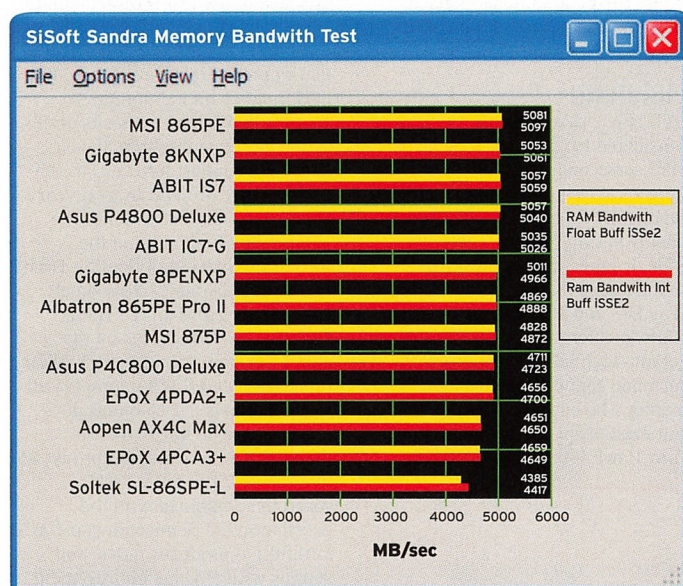 SiSoft Sandra Memory Bandwith Test
File Options View Help
MSI 865PE 5081
5097
Gigabyte 8KNXP 5053
5061
ABIT IS7 5057
5059
Asus P4800 Deluxe 5057
5040
ABIT IC7-G 5035
5026
Gigabyte 8PENXP 5011
4966
Albatron 865PE Pro II 4869
4888
MSI 875P 4828
4872
Asus P4C800 Deluxe 4711
4723
EPoX 4PDA2+ 4656
4700
Aopen AX4C Max 4651
4650
EPoX 4PCA3+ 4659
4649
Soltek SL-86SPE-L 4385
4417
0 1000 2000 3000 4000 5000 6000
MB/sec
RAM Bandwith
Float Buff iSSe2
Ram Bandwith Int
Buff iSSE2